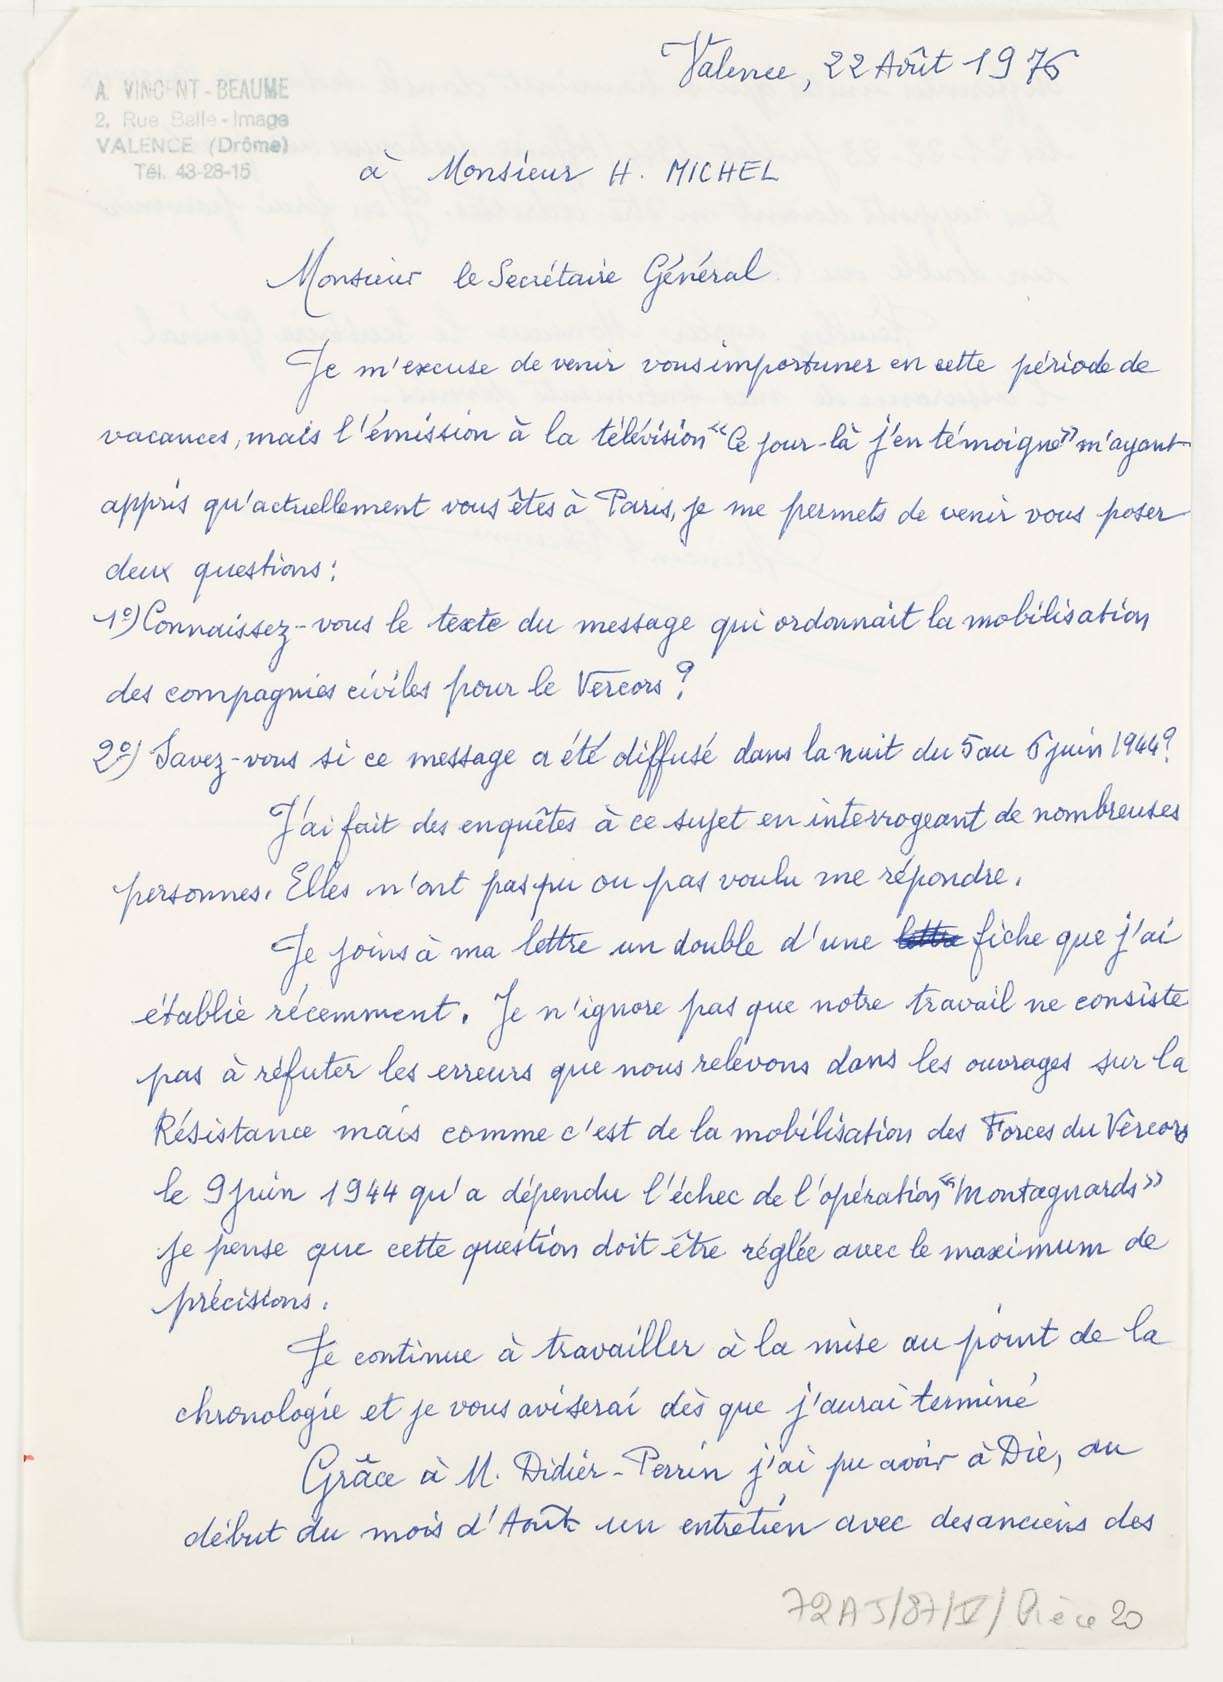 Valence, 22 Août 1976
A. VINCENT-BEAUME
2, Rue Belle-Image
VALENCE (Drôme)
Tél. 43-28-15
à Monsieur H. MICHEL
Monsieur le Secrétaire Général
Je m'excuse de venir vous importuner en cette période de
vacances, mais l'émission à la télévision "Ce jour-là j'en témoigne" m'ayant
appris qu'actuellement vous êtes à Paris, je me permets de venir vous poser
deux questions :
1°) Connaissez-vous le texte du message qui ordonnait la mobilisation
des compagnies civiles pour le Vercors ?
2°) Savez-vous si ce message a été diffusé dans la nuit du 5 au 6 juin 1944 ?
J'ai fait des enquêtes à ce sujet en interrogeant de nombreuses
personnes. Elles n'ont pas pu ou pas voulu me répondre.
Je joins à ma lettre un double d'une lettre fiche que j'ai
établie récemment. Je n'ignore pas que notre travail ne consiste
pas à réfuter les erreurs que nous relevons dans les ouvrages sur la
Résistance mais comme c'est de la mobilisation des Forces du Vercors
le 9 juin 1944 qu'a dépendu l'échec de l'opération "Montagnards"
je pense que cette question doit être réglée avec le maximum de
précisions.
Je continue à travailler à la mise au point de la
chronologie et je vous aviserai dès que j'aurai terminé
Grâce à M. Didier-Perrin j'ai pu avoir à Die, au
début du mois d'Août un entretien avec des anciens des
72AJ/87/IV/Pièce 20